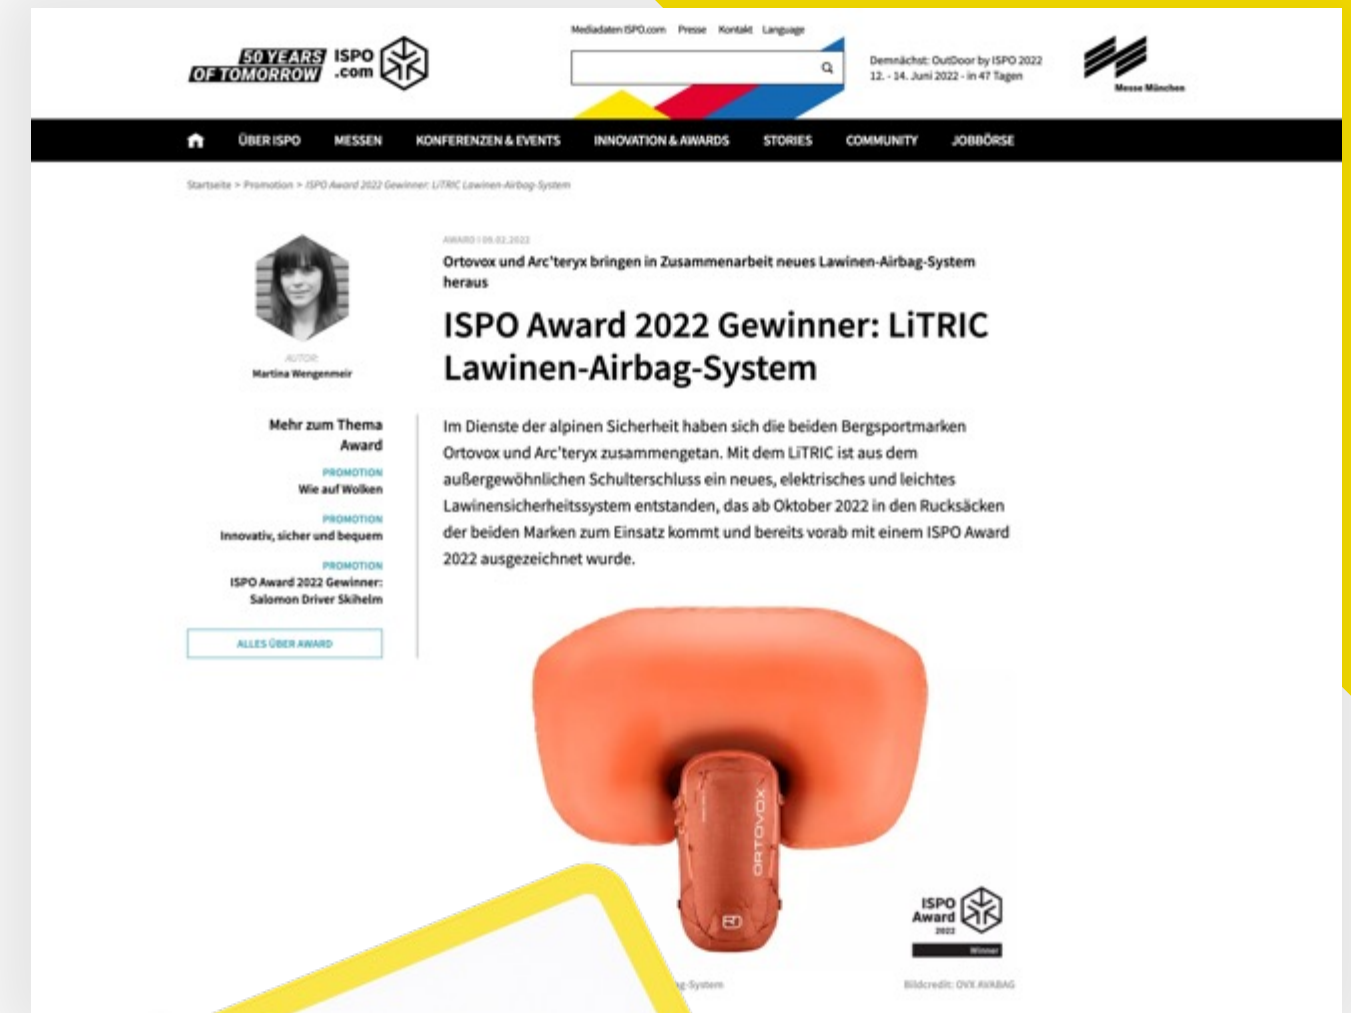 Mediadaten ISPO.com Presse Kontakt Language
50 YEARS
OF TOMORROW
ISPO
.com
Demnächst: OutDoor by ISPO 2022
12. - 14. Juni 2022 - in 47 Tagen
Messe München
ÜBER ISPO MESSEN KONFERENZEN & EVENTS INNOVATION & AWARDS STORIES COMMUNITY JOBBÖRSE
Startseite > Promotion > ISPO Award 2022 Gewinner: LiTRIC Lawinen-Airbag-System
AWARD | 09.02.2022
Ortovox und Arc'teryx bringen in Zusammenarbeit neues Lawinen-Airbag-System
heraus
ISPO Award 2022 Gewinner: LiTRIC
Lawinen-Airbag-System
AUTOR:
Martina Wengenmeir
Mehr zum Thema
Award
PROMOTION
Wie auf Wolken
PROMOTION
Innovativ, sicher und bequem
PROMOTION
ISPO Award 2022 Gewinner:
Salomon Driver Skihelm
ALLES ÜBER AWARD
Im Dienste der alpinen Sicherheit haben sich die beiden Bergsportmarken
Ortovox und Arc'teryx zusammengetan. Mit dem LiTRIC ist aus dem
außergewöhnlichen Schulterschluss ein neues, elektrisches und leichtes
Lawinensicherheitssystem entstanden, das ab Oktober 2022 in den Rucksäcken
der beiden Marken zum Einsatz kommt und bereits vorab mit einem ISPO Award
2022 ausgezeichnet wurde.
ORTOVOX
ISPO
Award
2022
Winner
ag-System
Bildcredit: OVX AVABAG